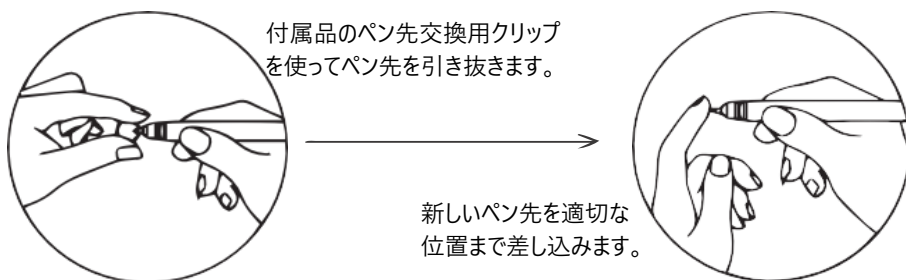 付属品のペン先交換用クリップ
を使ってペン先を引き抜きます。
新しいペン先を適切な
位置まで差し込みます。